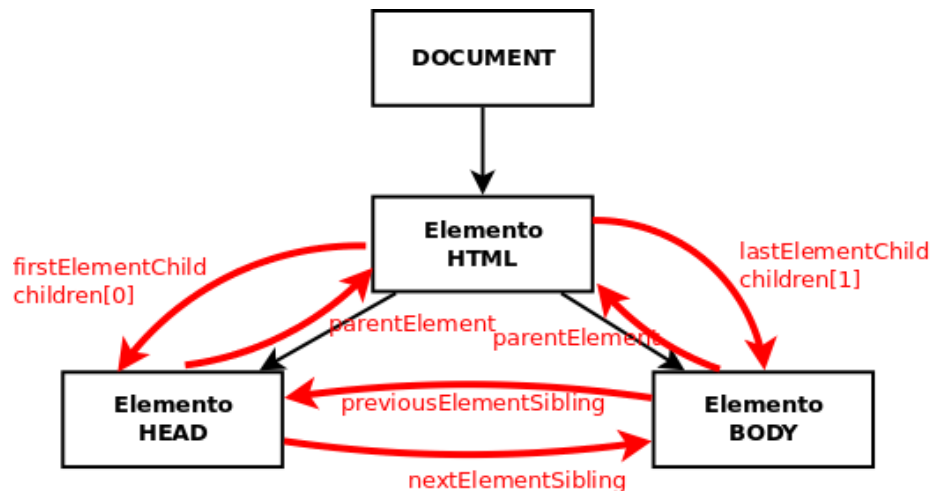 DOCUMENT
Elemento
HTML
firstElementChild
children[0]
lastElementChild
children[1]
parentElement
parentElement
Elemento
HEAD
previousElementSibling
Elemento
BODY
nextElementSibling